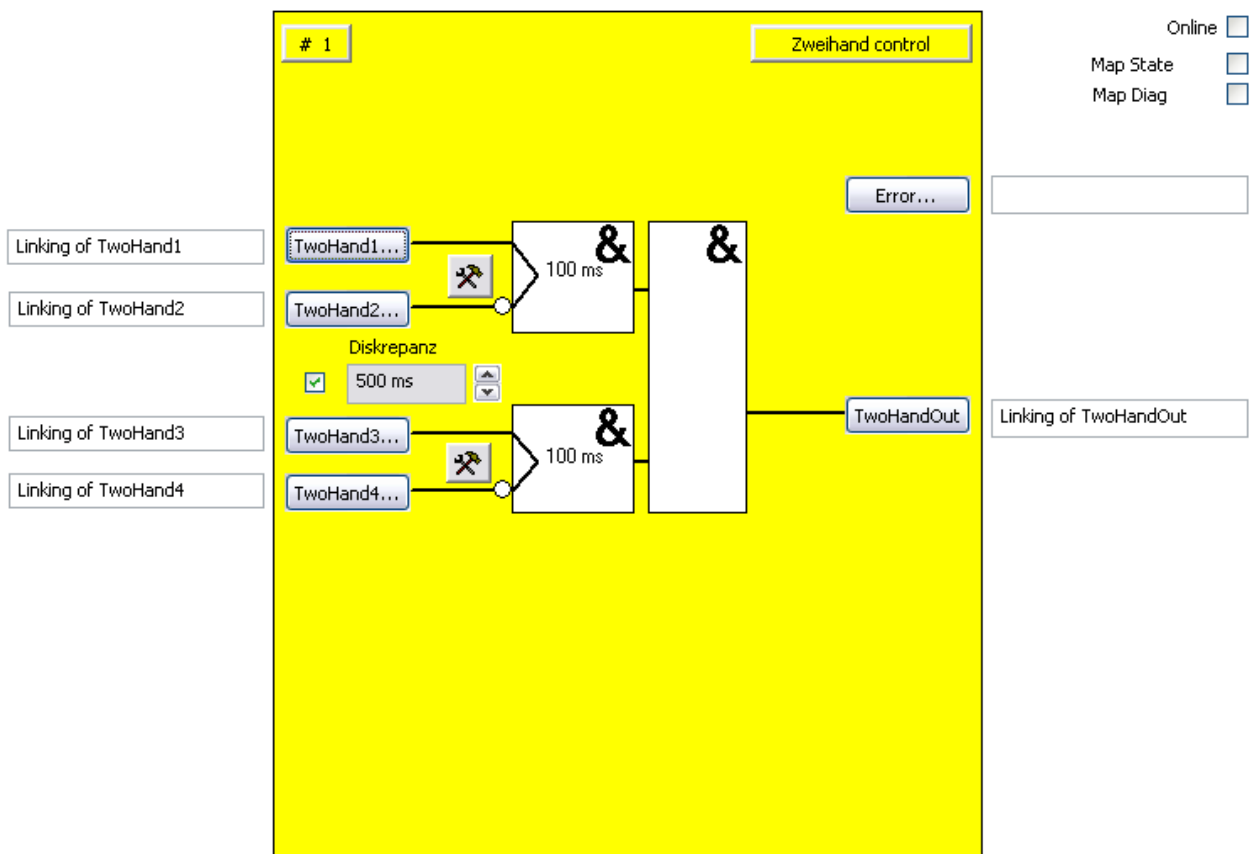 # 1
Zweihand control
Online
Map State
Map Diag
Error...
Linking of TwoHand1
TwoHand1...
&
100 ms
&
Linking of TwoHand2
TwoHand2...
Diskrepanz
500 ms
Linking of TwoHand3
TwoHand3...
&
100 ms
TwoHandOut
Linking of TwoHandOut
Linking of TwoHand4
TwoHand4...